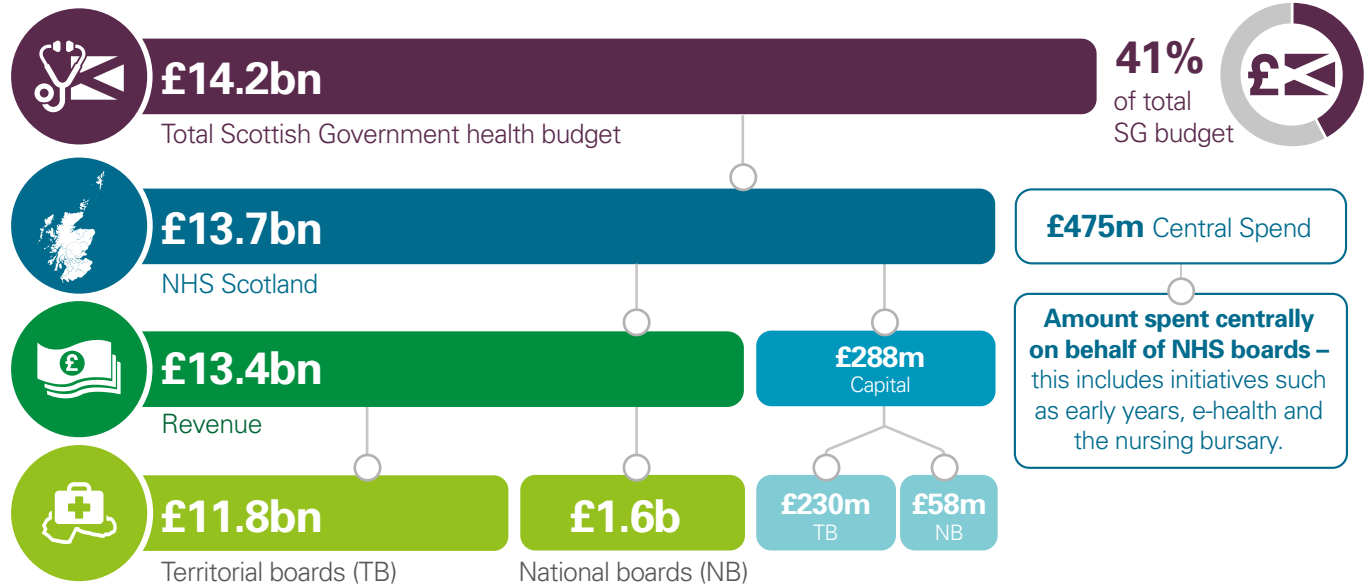 £14.2bn
Total Scottish Government health budget
41%
of total
SG budget
£
£13.7bn
NHS Scotland
£475m Central Spend
Amount spent centrally
on behalf of NHS boards –
this includes initiatives such
as early years, e-health and
the nursing bursary.
£
£13.4bn
Revenue
£288m
Capital
£11.8bn
Territorial boards (TB)
£1.6b
National boards (NB)
£230m
TB
£58m
NB